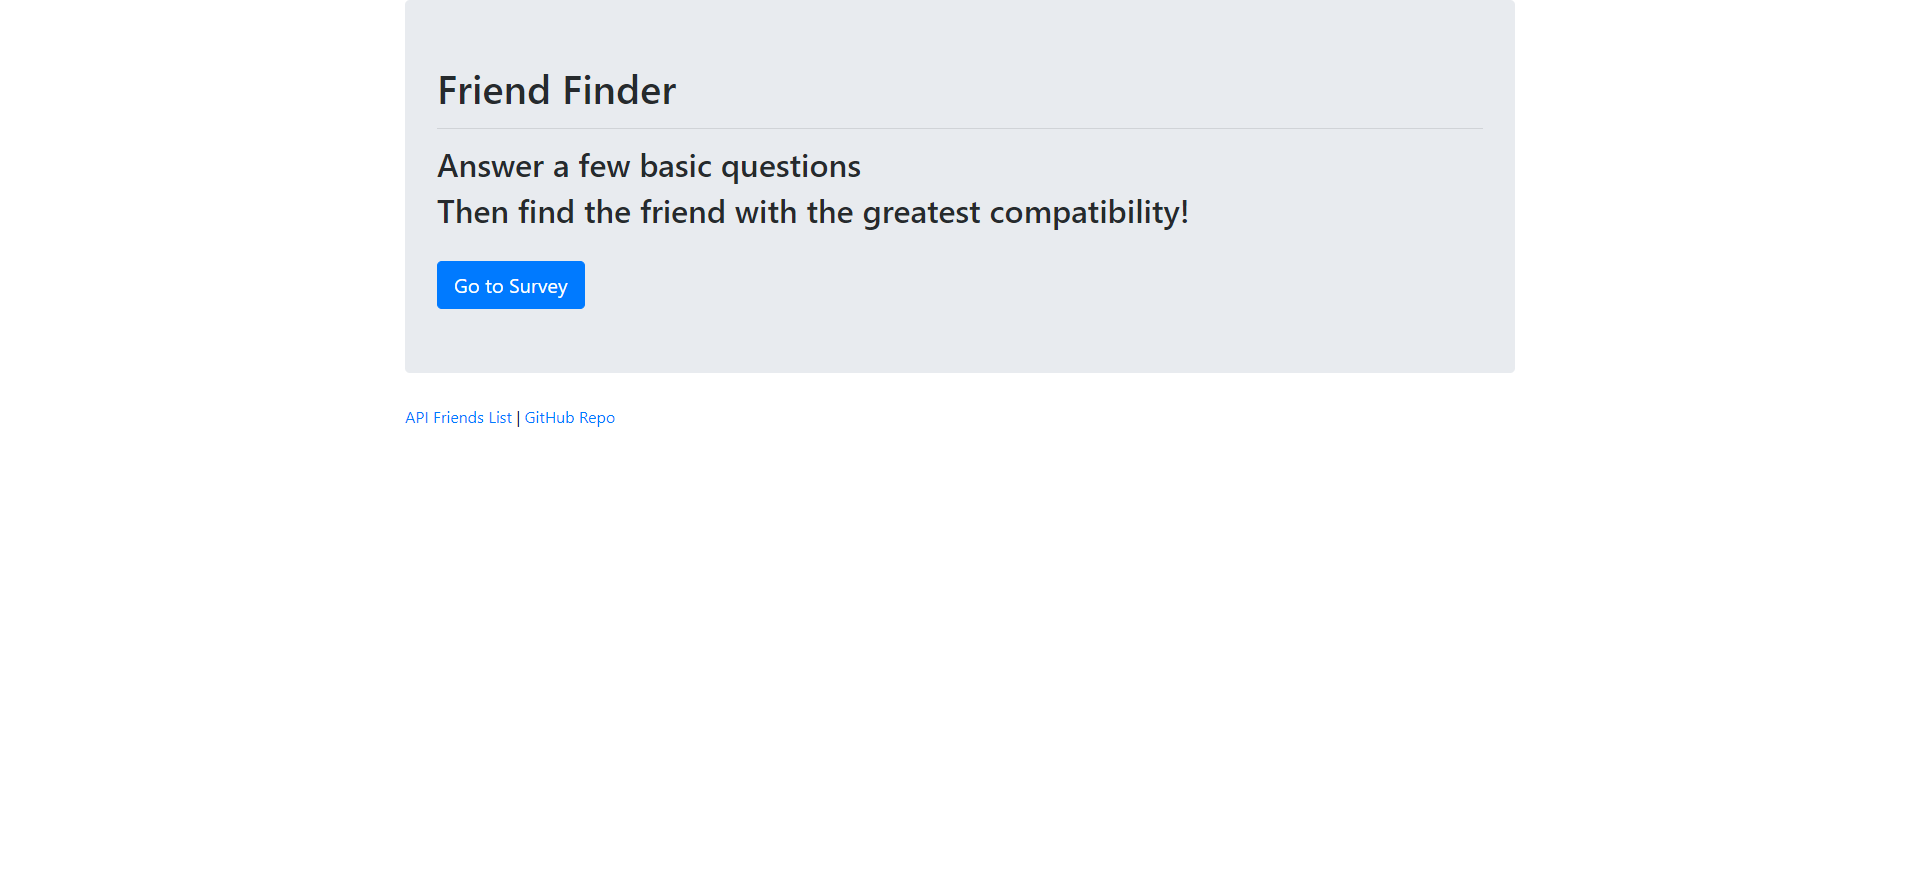 Friend Finder
Answer a few basic questions
Then find the friend with the greatest compatibility!
Go to Survey
API Friends List | GitHub Repo